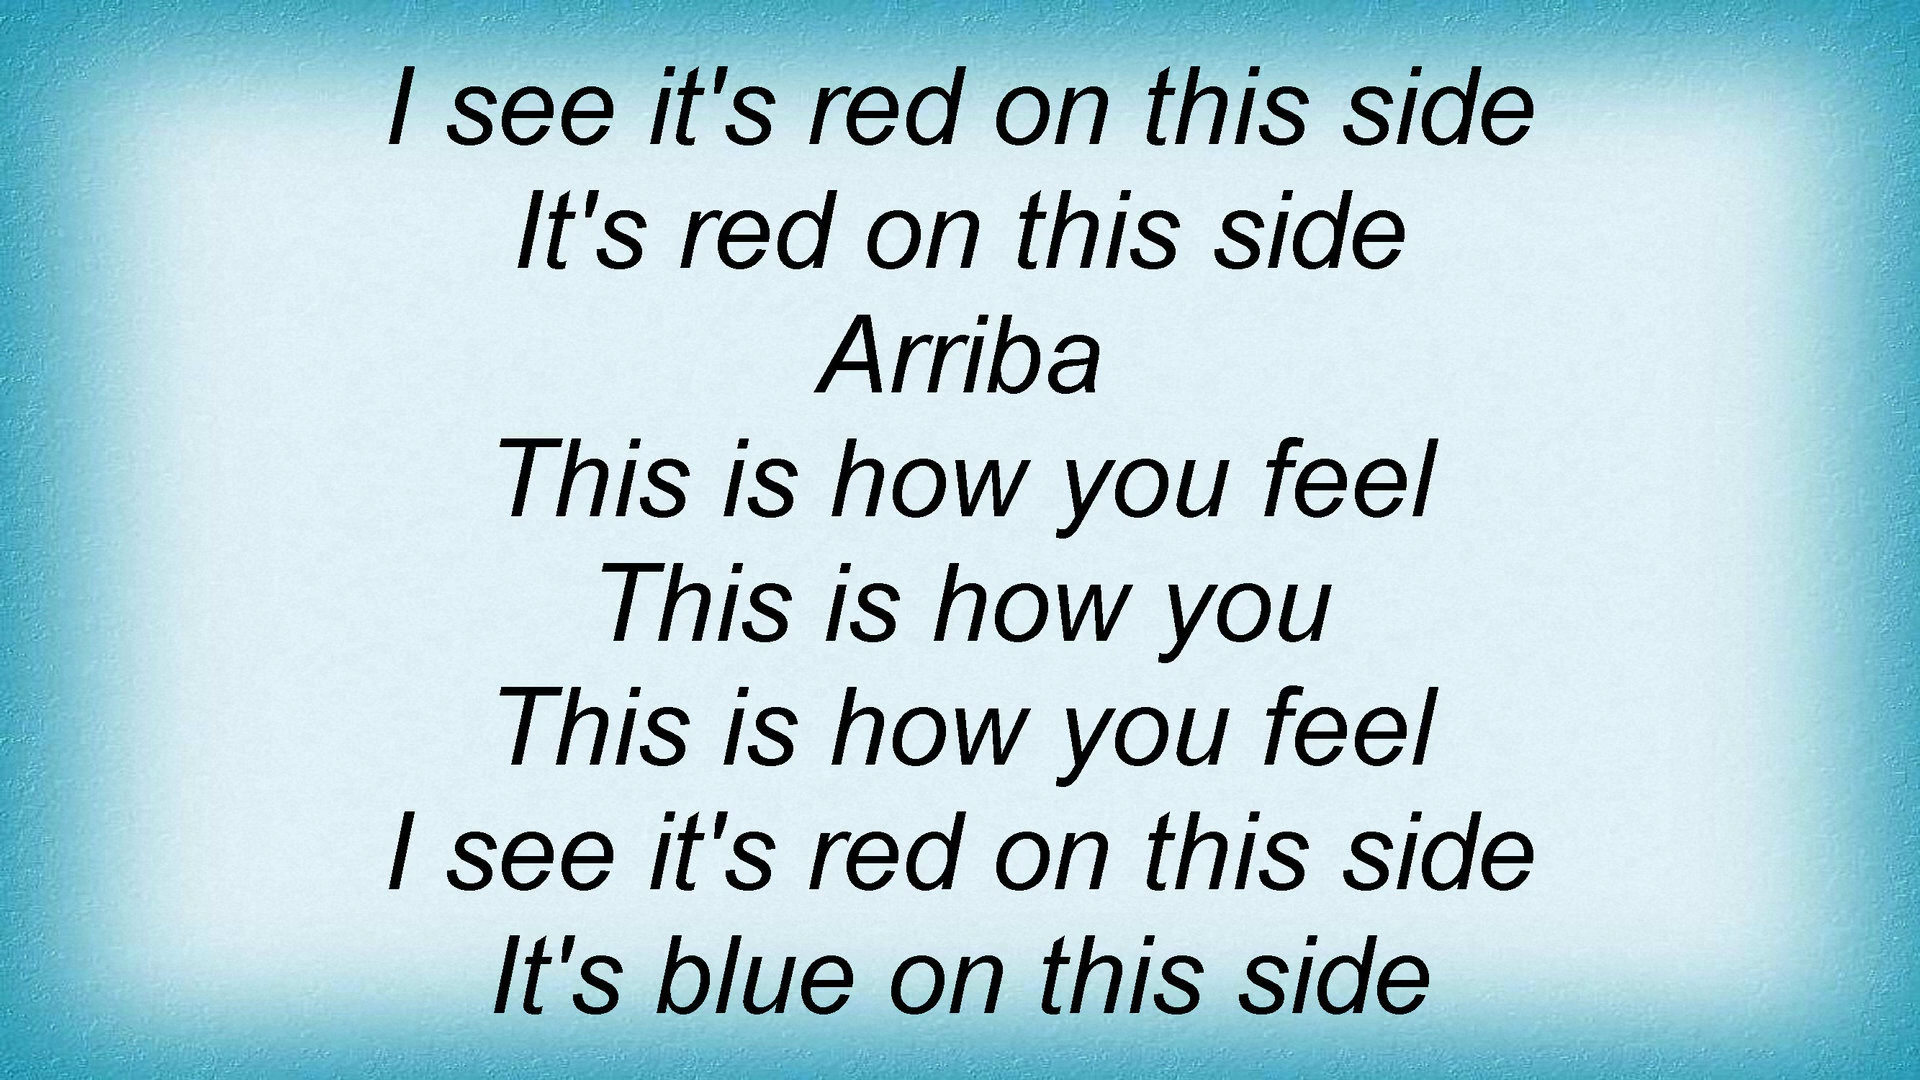 I see it's red on this side
It's red on this side
Arriba
This is how you feel
This is how you
This is how you feel
I see it's red on this side
It's blue on this side